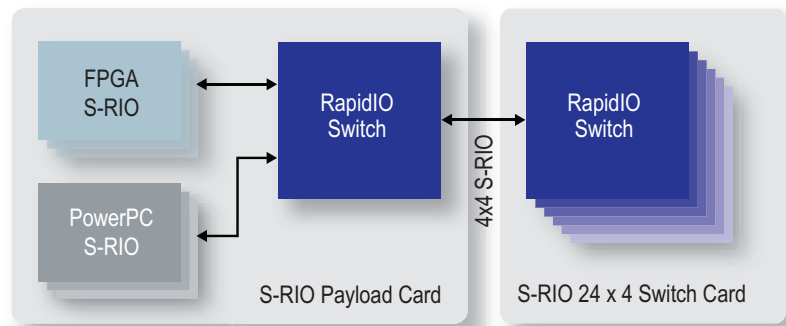 FPGA
S-RIO
RapidIO
Switch
RapidIO
Switch
4x4 S-RIO
PowerPC
S-RIO
S-RIO Payload Card
S-RIO 24 x 4 Switch Card